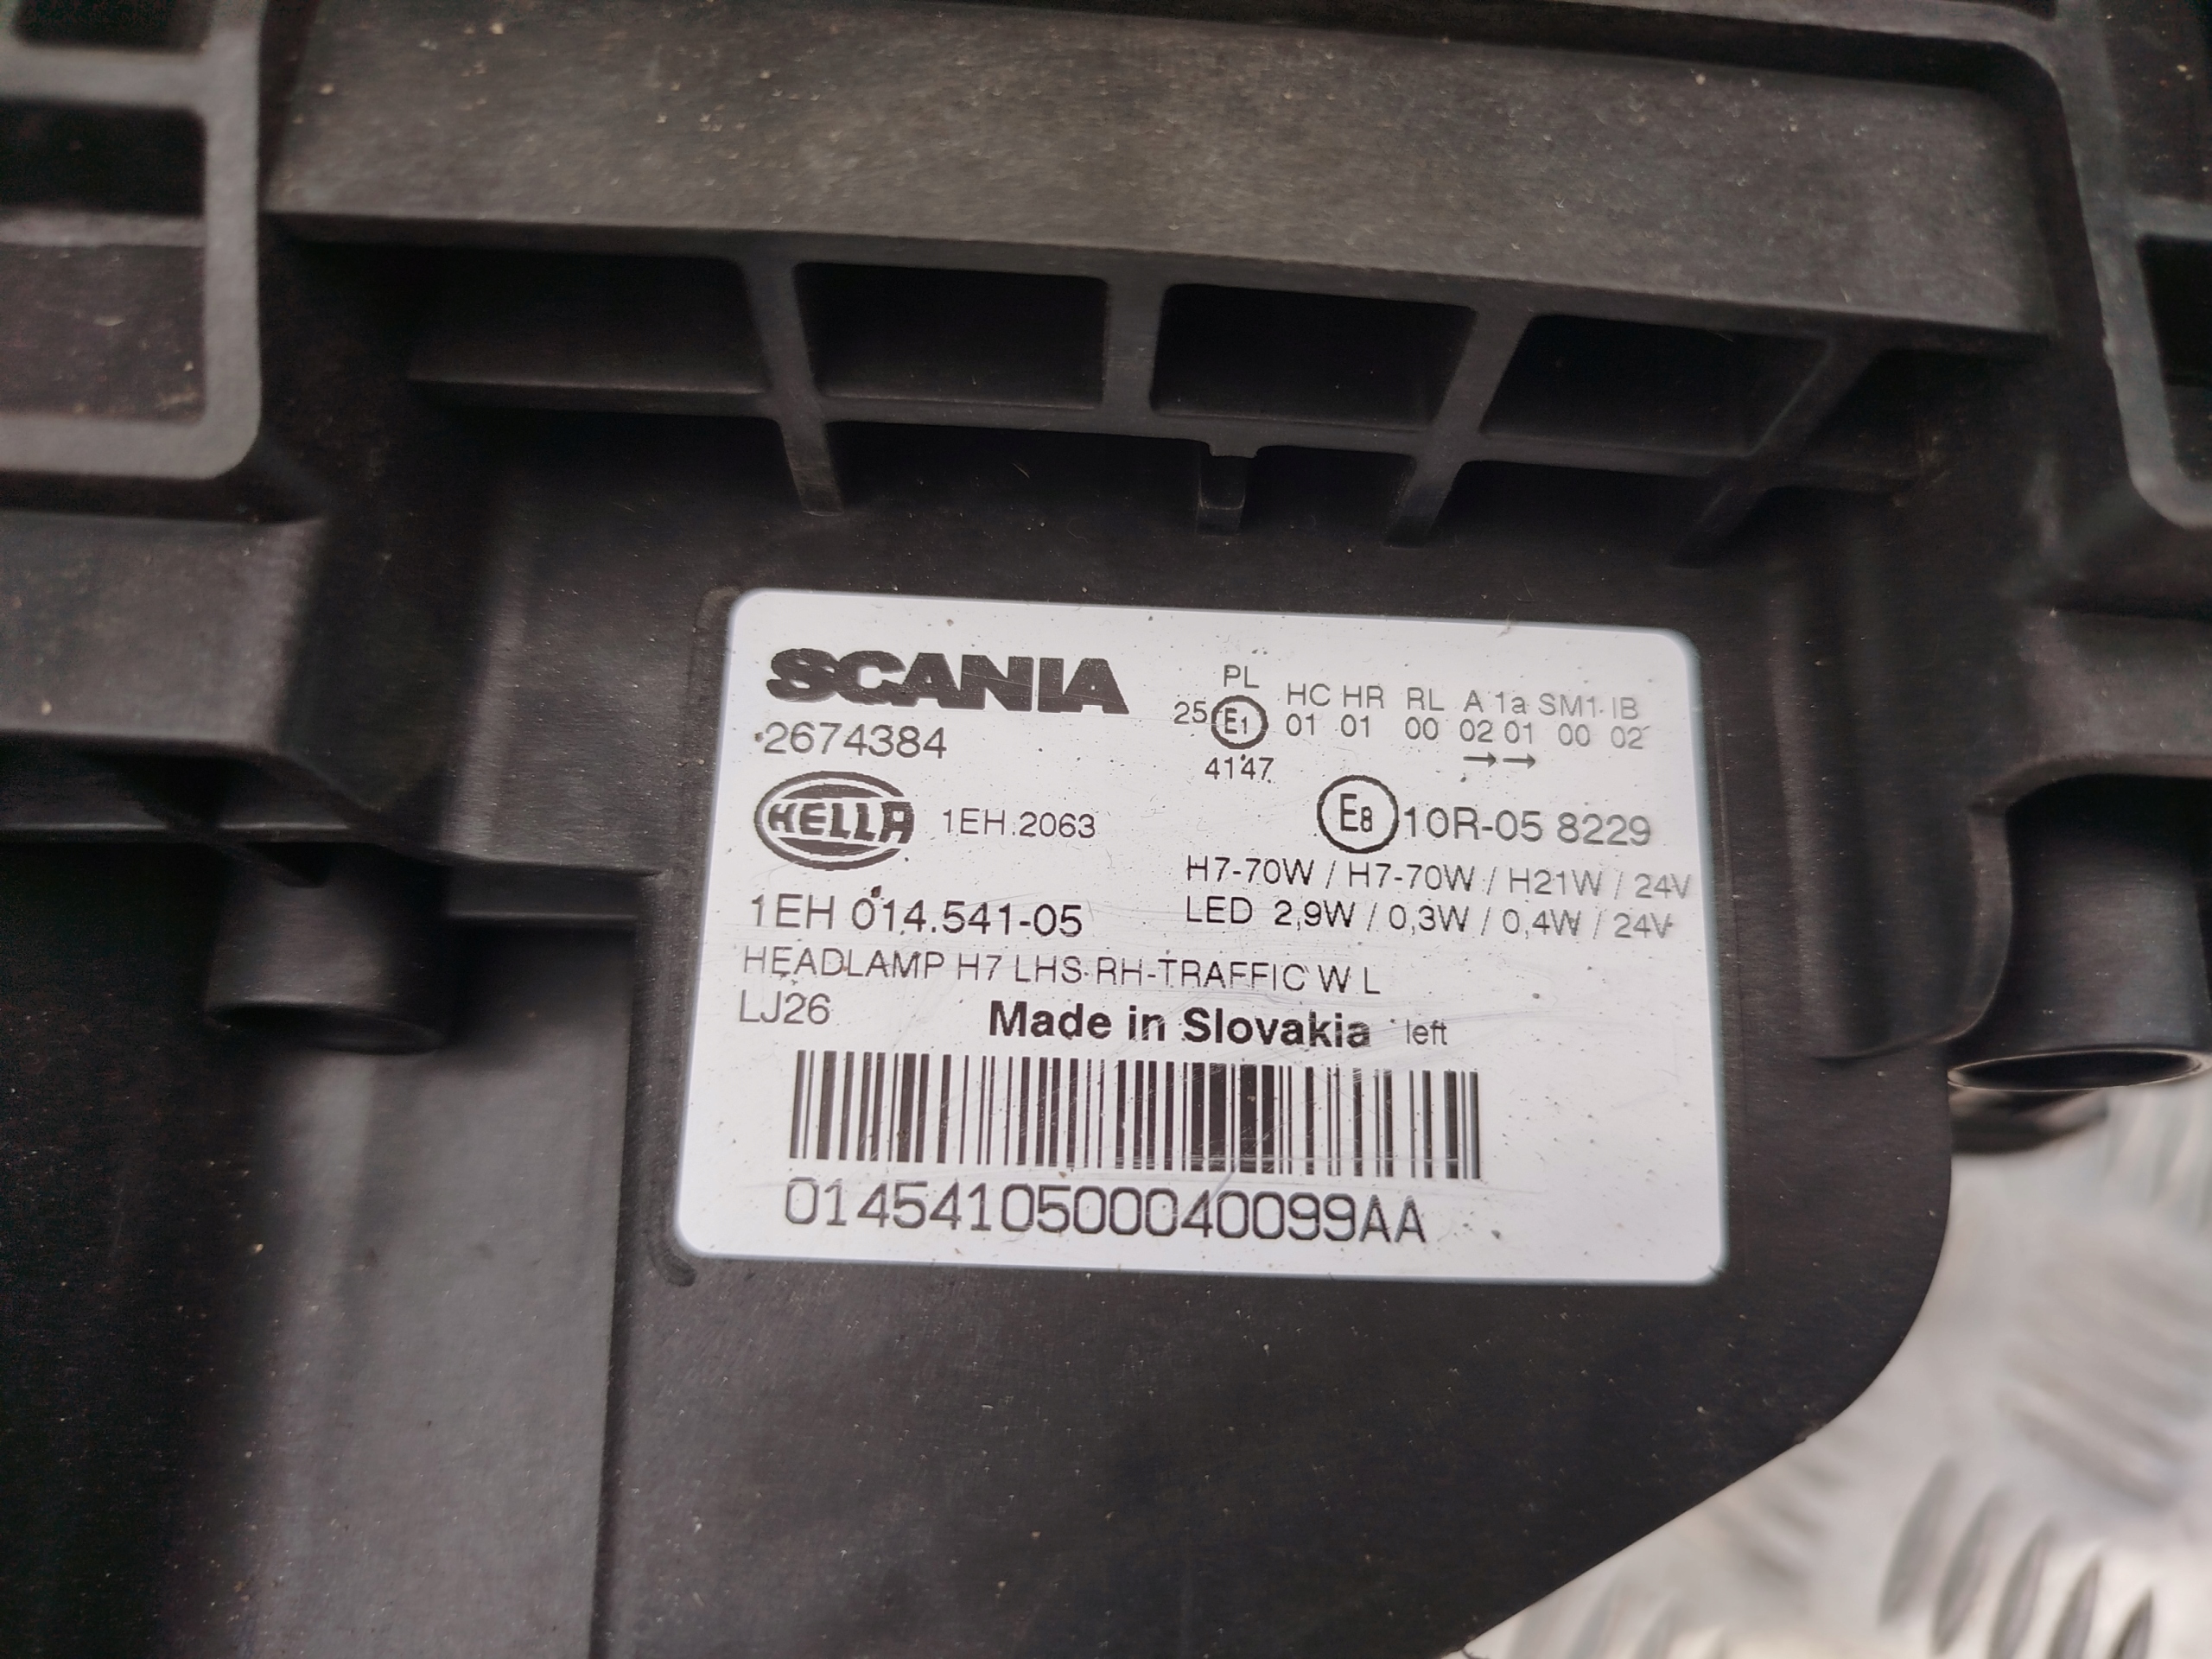 SCANIA
2674384
HELLA 1EH.2063
1EH 014.541-05
HEADLAMP H7 LHS RH-TRAFFIC W L
LJ26
Made in Slovakia left
PL HC HR RL A 1a SM1 IB
25 E1 01 01 00 02 01 00 02
→→
4147
E8 10R-05 8229
H7-70W / H7-70W / H21W / 24V
LED 2,9W / 0,3W / 0,4W / 24V
0145410500040099AA